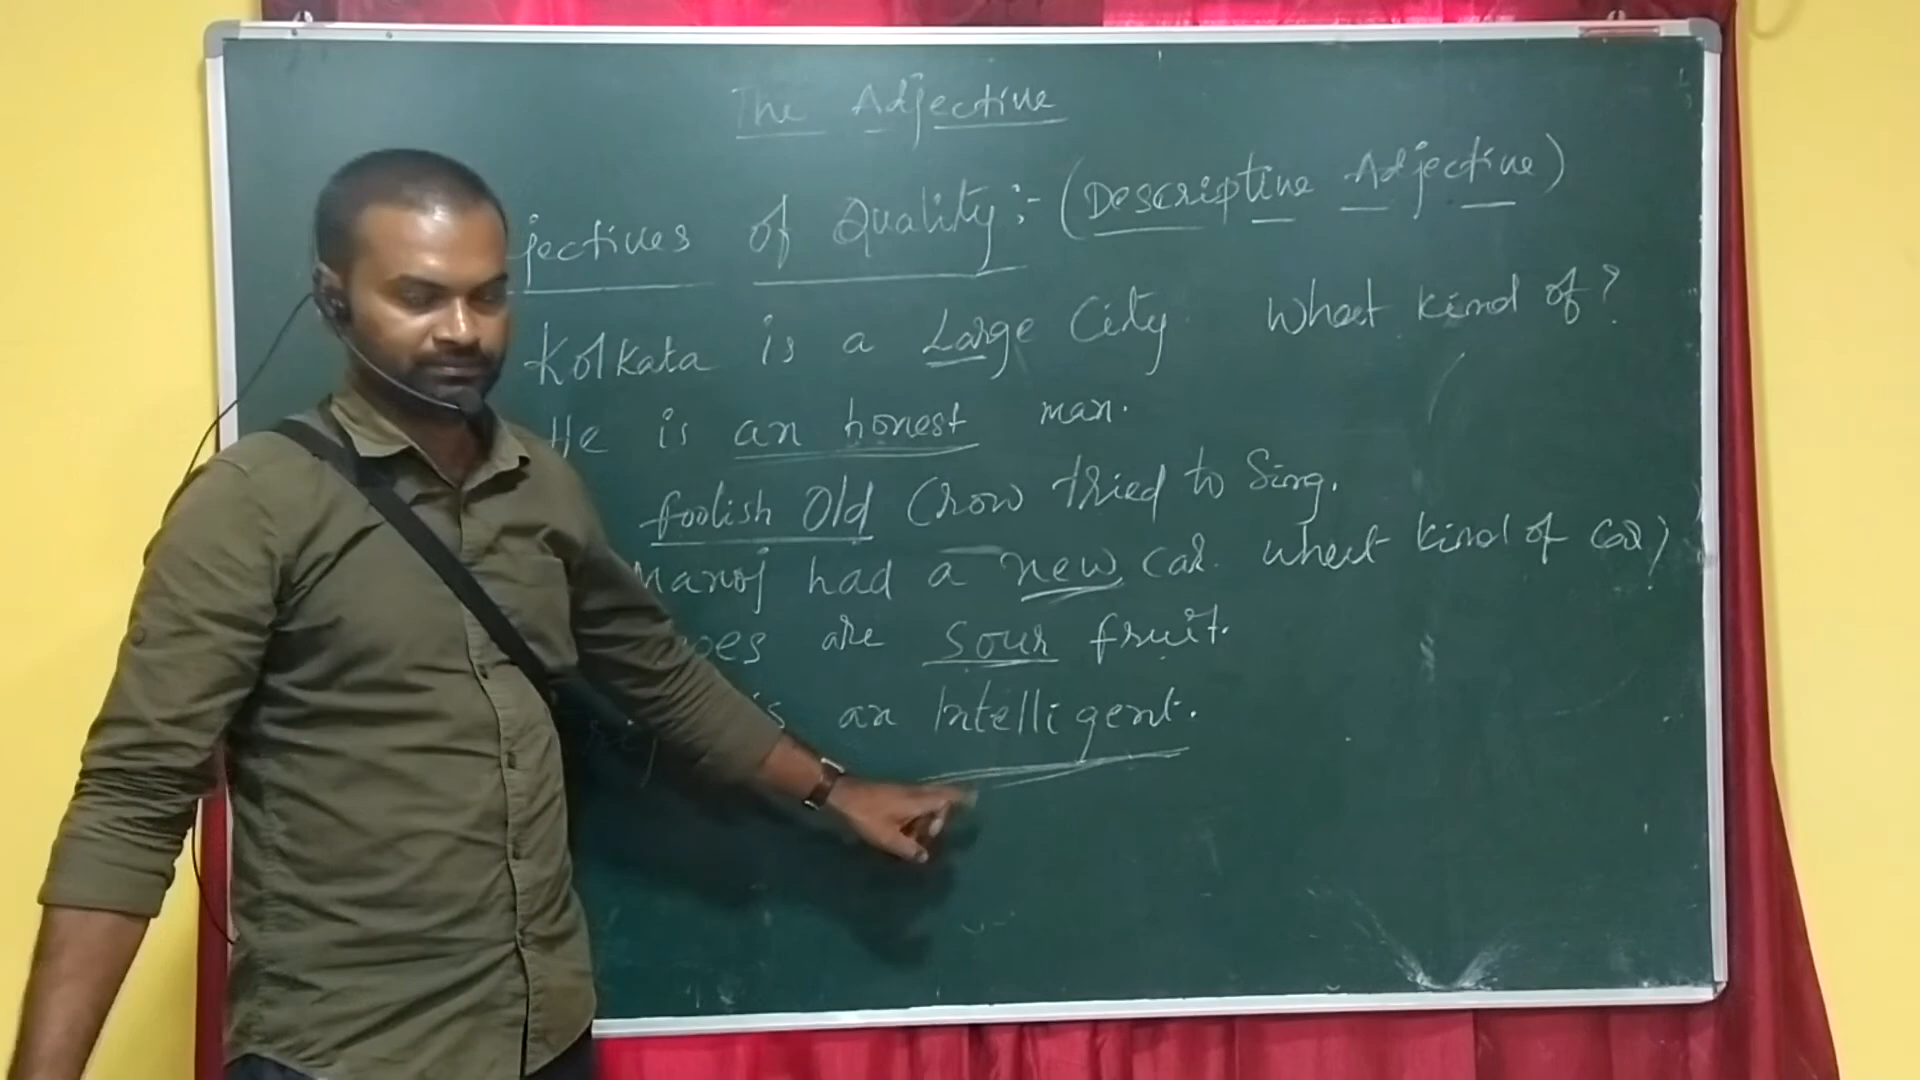 The Adjective
jectives of Quality:- (Descriptive Adjective)
Kolkata is a Large City. What kind of?
He is an honest man.
foolish Old Crow tried to Sing.
Manoj had a new car. what kind of car?
oes are sour fruit.
s an Intelligent.